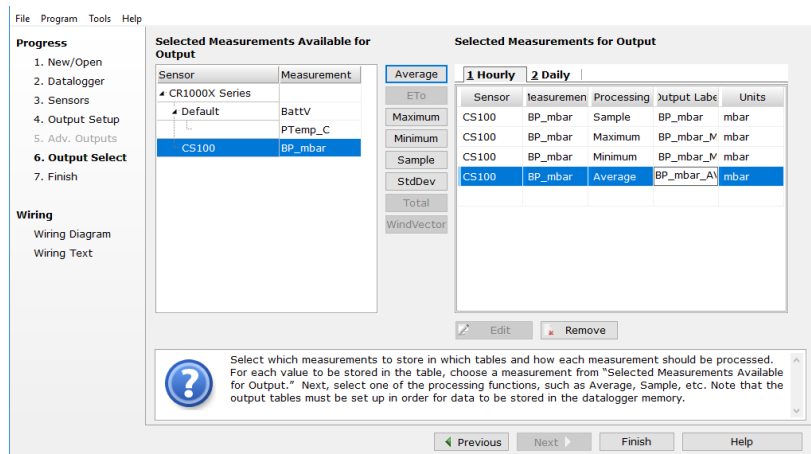 File Program Tools Help
Progress
1. New/Open
2. Datalogger
3. Sensors
4. Output Setup
5. Adv. Outputs
6. Output Select
7. Finish
Wiring
Wiring Diagram
Wiring Text
Selected Measurements Available for
Output
Sensor Measurement
CR1000X Series
Default BattV
PTemp_C
CS100 BP_mbar
Average
ETo
Maximum
Minimum
Sample
StdDev
Total
WindVector
Selected Measurements for Output
1 Hourly 2 Daily
Sensor Measuremen Processing Output Labe Units
CS100 BP_mbar Sample BP_mbar mbar
CS100 BP_mbar Maximum BP_mbar_M mbar
CS100 BP_mbar Minimum BP_mbar_M mbar
CS100 BP_mbar Average BP_mbar_A mbar
Edit Remove
Select which measurements to store in which tables and how each measurement should be processed.
For each value to be stored in the table, choose a measurement from "Selected Measurements Available
for Output." Next, select one of the processing functions, such as Average, Sample, etc. Note that the
output tables must be set up in order for data to be stored in the datalogger memory.
Previous Next Finish Help